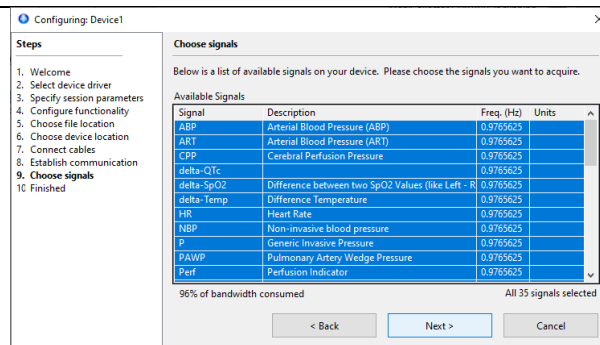 Configuring: Device1
Steps
1. Welcome
2. Select device driver
3. Specify session parameters
4. Configure functionality
5. Choose file location
6. Choose device location
7. Connect cables
8. Establish communication
9. Choose signals
10 Finished
Choose signals
Below is a list of available signals on your device. Please choose the signals you want to acquire.
Available Signals
Signal Description Freq. (Hz) Units
ABP Arterial Blood Pressure (ABP) 0.9765625
ART Arterial Blood Pressure (ART) 0.9765625
CPP Cerebral Perfusion Pressure 0.9765625
delta-QTc 0.9765625
delta-SpO2 Difference between two SpO2 Values (like Left - R 0.9765625
delta-Temp Difference Temperature 0.9765625
HR Heart Rate 0.9765625
NBP Non-invasive blood pressure 0.9765625
P Generic Invasive Pressure 0.9765625
PAWP Pulmonary Artery Wedge Pressure 0.9765625
Perf Perfusion Indicator 0.9765625
96% of bandwidth consumed All 35 signals selected
< Back Next > Cancel